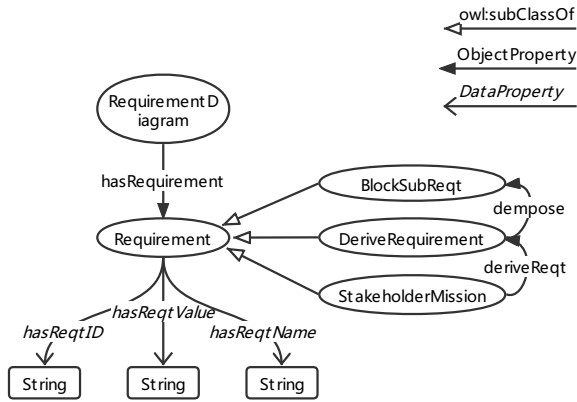 owl:subClassOf
ObjectProperty
DataProperty
RequirementD
iagram
hasRequirement
BlockSubReqt
dempose
Requirement
DeriveRequirement
deriveReqt
StakeholderMission
hasReqtID
hasReqtValue
hasReqtName
String
String
String